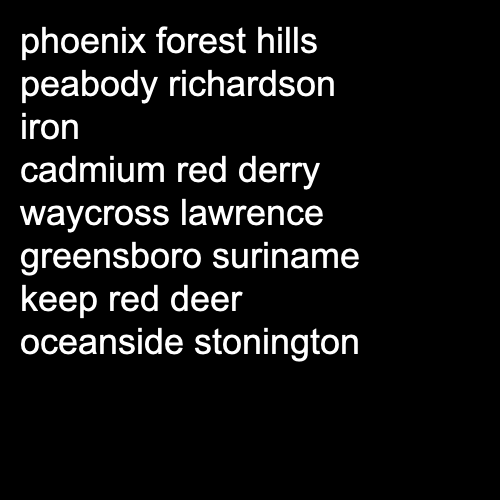 phoenix forest hills
peabody richardson
iron
cadmium red derry
waycross lawrence
greensboro suriname
keep red deer
oceanside stonington